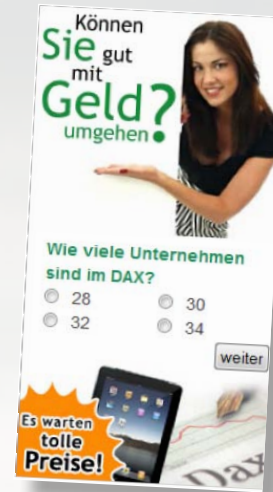 Können
Sie gut
mit
Geld?
umgehen
Wie viele Unternehmen
sind im DAX?
28 30
32 34
weiter
Es warten
tolle
Preise!
Dax